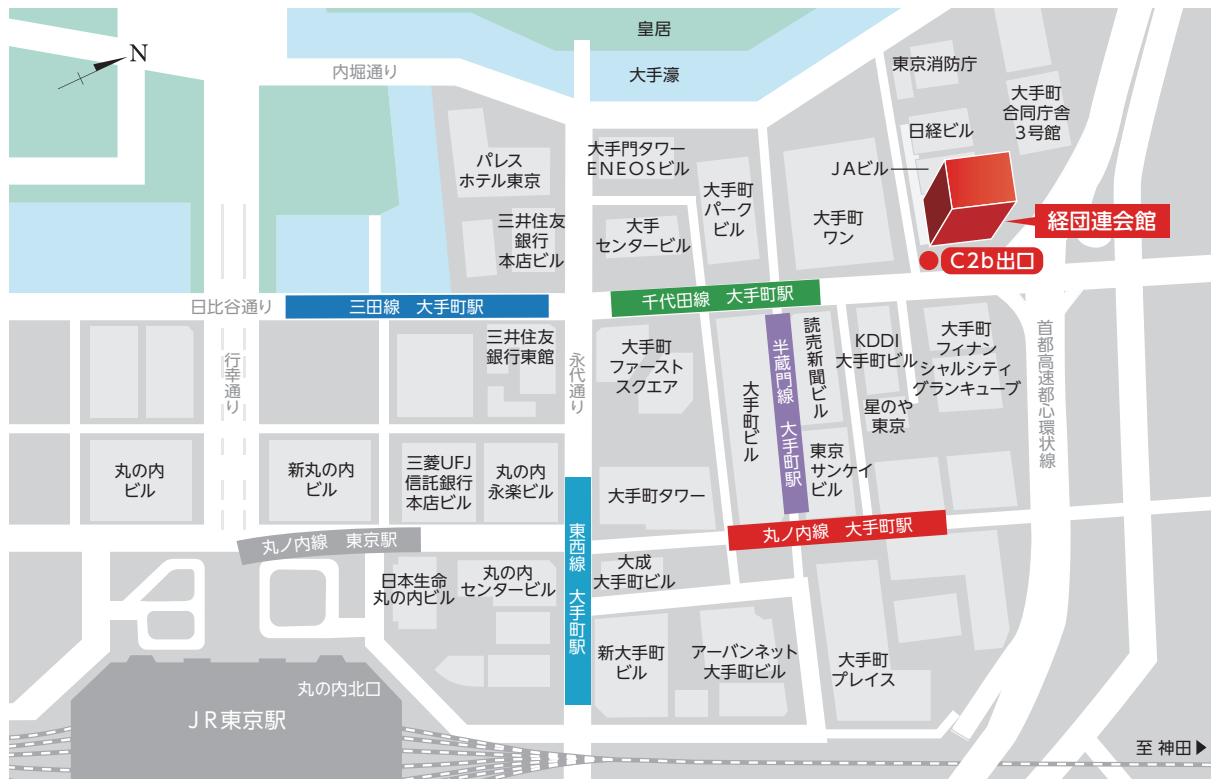 皇居
N
内堀通り
大手濠
東京消防庁
大手町
合同庁舎
3号館
日経ビル
大手門タワー
ENEOSビル
パレス
ホテル東京
JAビル
大手町
パーク
ビル
大手町
ワン
経団連会館
三井住友
銀行
本店ビル
大手
センタービル
C2b出口
日比谷通り
三田線 大手町駅
千代田線 大手町駅
三井住友
銀行東館
大手町
ファースト
スクエア
半蔵門線 大手町駅
読売新聞ビル
KDDI
大手町ビル
大手町
フィナン
シャルシティ
グランキューブ
首都高速都心環状線
行幸通り
永代通り
大手町ビル
星のや
東京
丸の内
ビル
新丸の内
ビル
三菱UFJ
信託銀行
本店ビル
丸の内
永楽ビル
大手町タワー
東京
サンケイ
ビル
丸ノ内線 東京駅
東西線 大手町駅
丸ノ内線 大手町駅
日本生命
丸の内ビル
丸の内
センタービル
大成
大手町ビル
新大手町
ビル
アーバンネット
大手町ビル
大手町
プレイス
丸の内北口
JR東京駅
至 神田▶